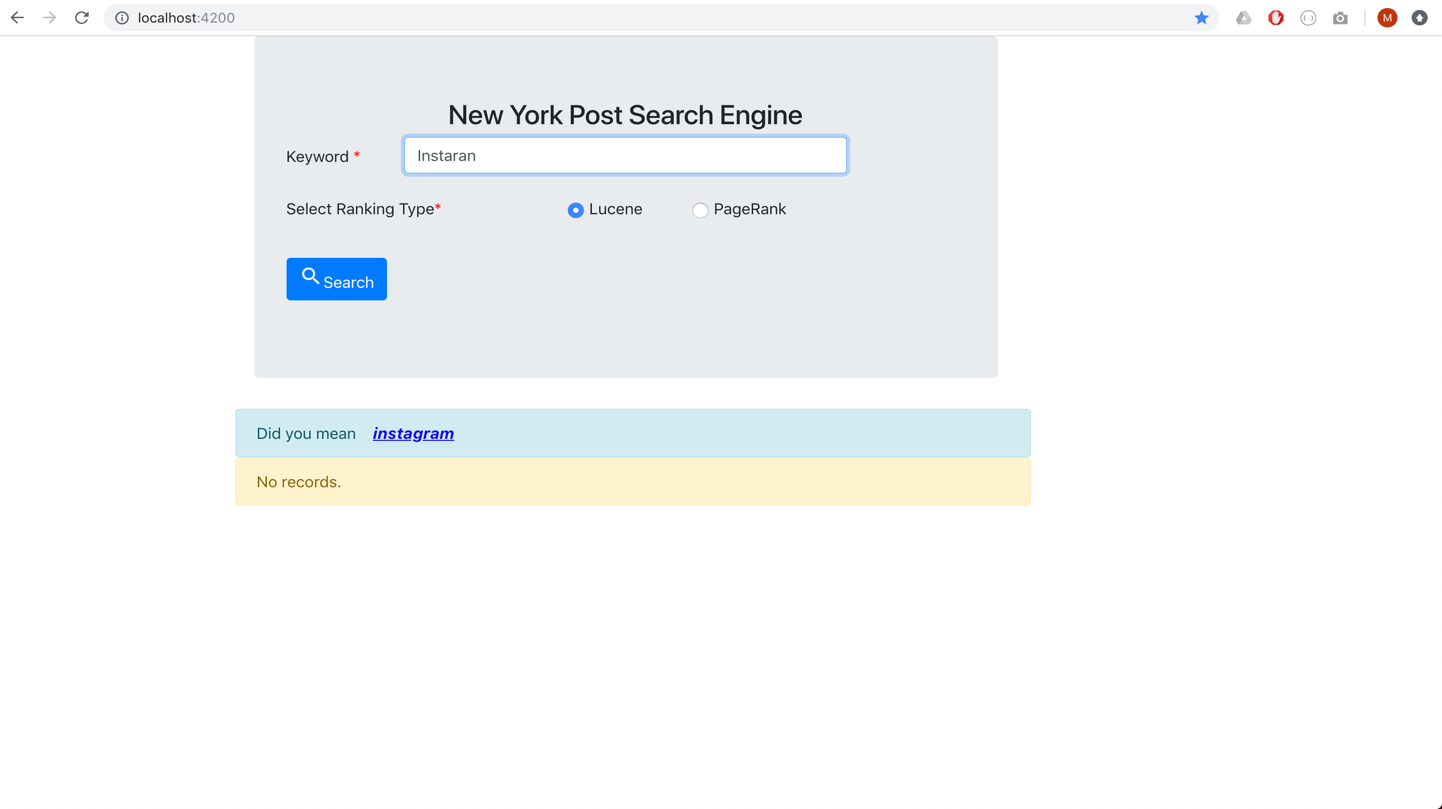 localhost:4200
M
New York Post Search Engine
Keyword *
Instaran
Select Ranking Type*
Lucene
PageRank
Search
Did you mean instagram
No records.